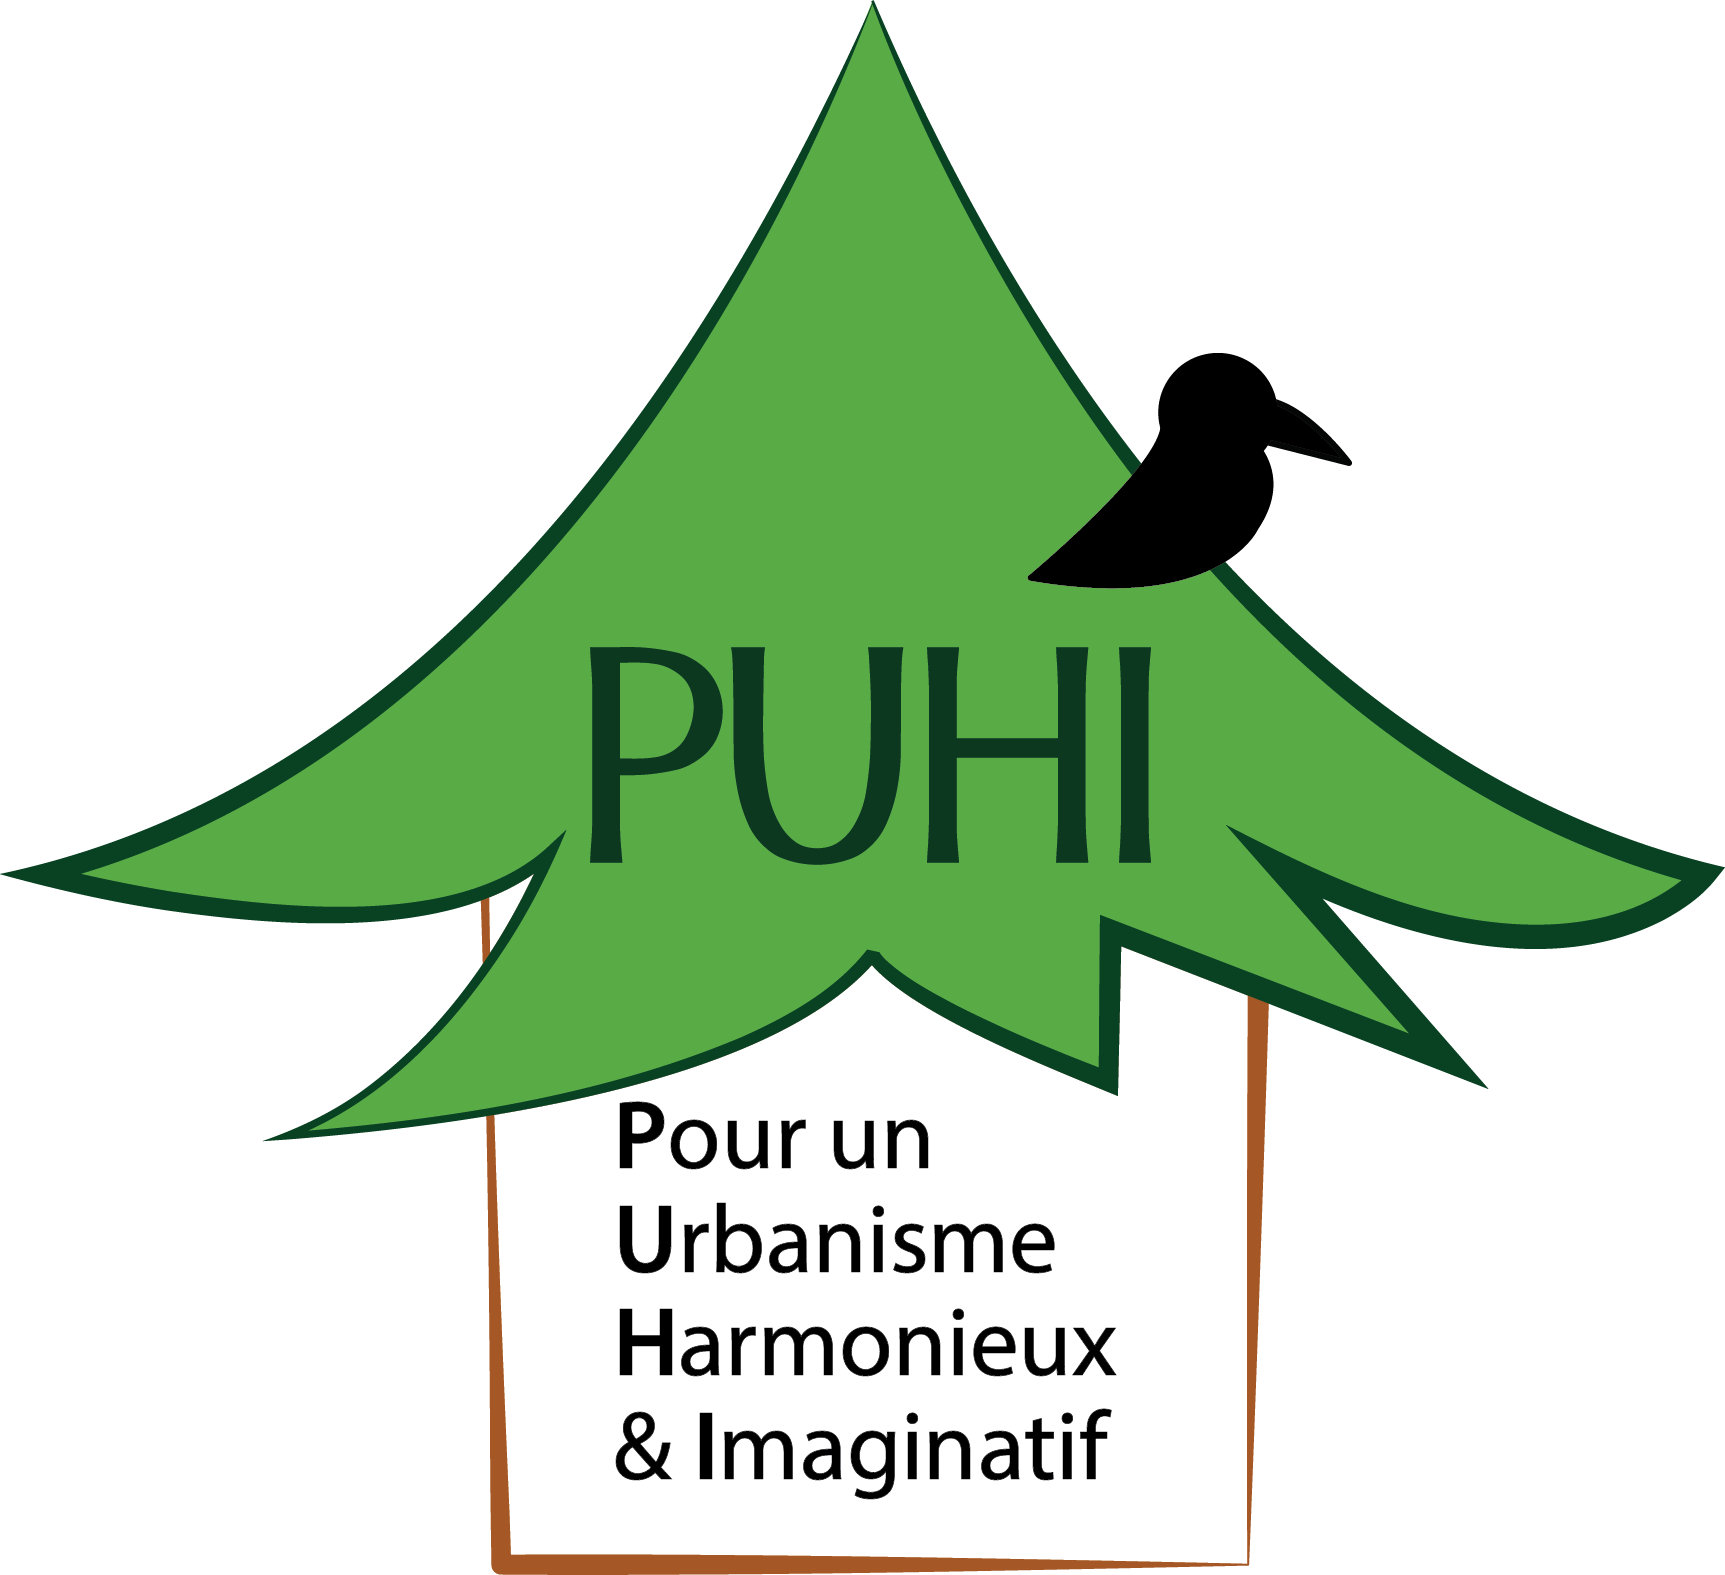 PUHI
Pour un
Urbanisme
Harmonieux
& Imaginatif